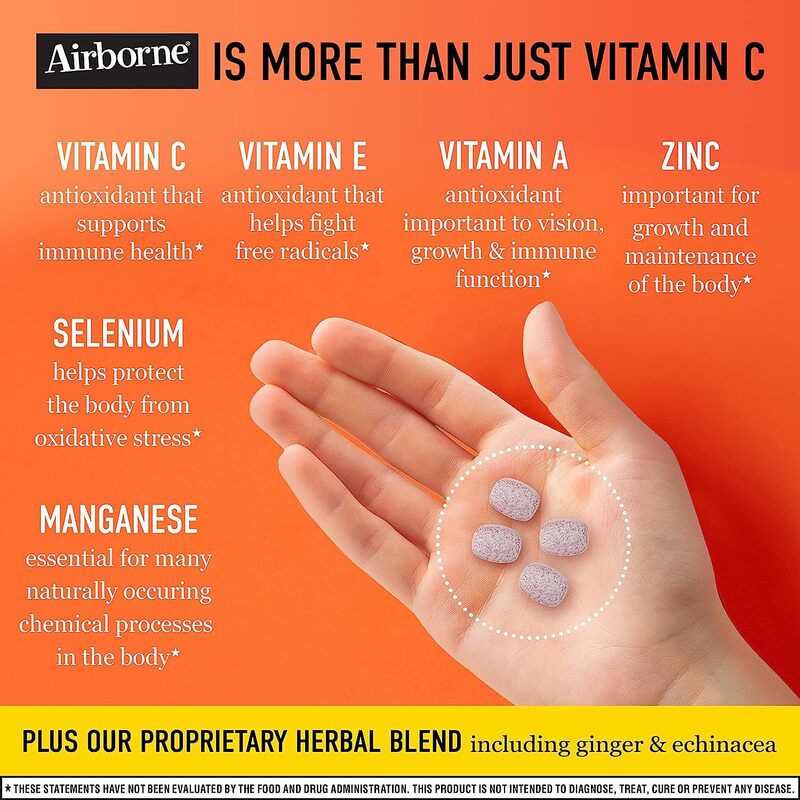 Airborne® IS MORE THAN JUST VITAMIN C
VITAMIN C
antioxidant that
supports
immune health★
VITAMIN E
antioxidant that
helps fight
free radicals★
VITAMIN A
antioxidant
important to vision,
growth & immune
function★
ZINC
important for
growth and
maintenance
of the body★
SELENIUM
helps protect
the body from
oxidative stress★
MANGANESE
essential for many
naturally occuring
chemical processes
in the body★
PLUS OUR PROPRIETARY HERBAL BLEND including ginger & echinacea
★THESE STATEMENTS HAVE NOT BEEN EVALUATED BY THE FOOD AND DRUG ADMINISTRATION. THIS PRODUCT IS NOT INTENDED TO DIAGNOSE, TREAT, CURE OR PREVENT ANY DISEASE.